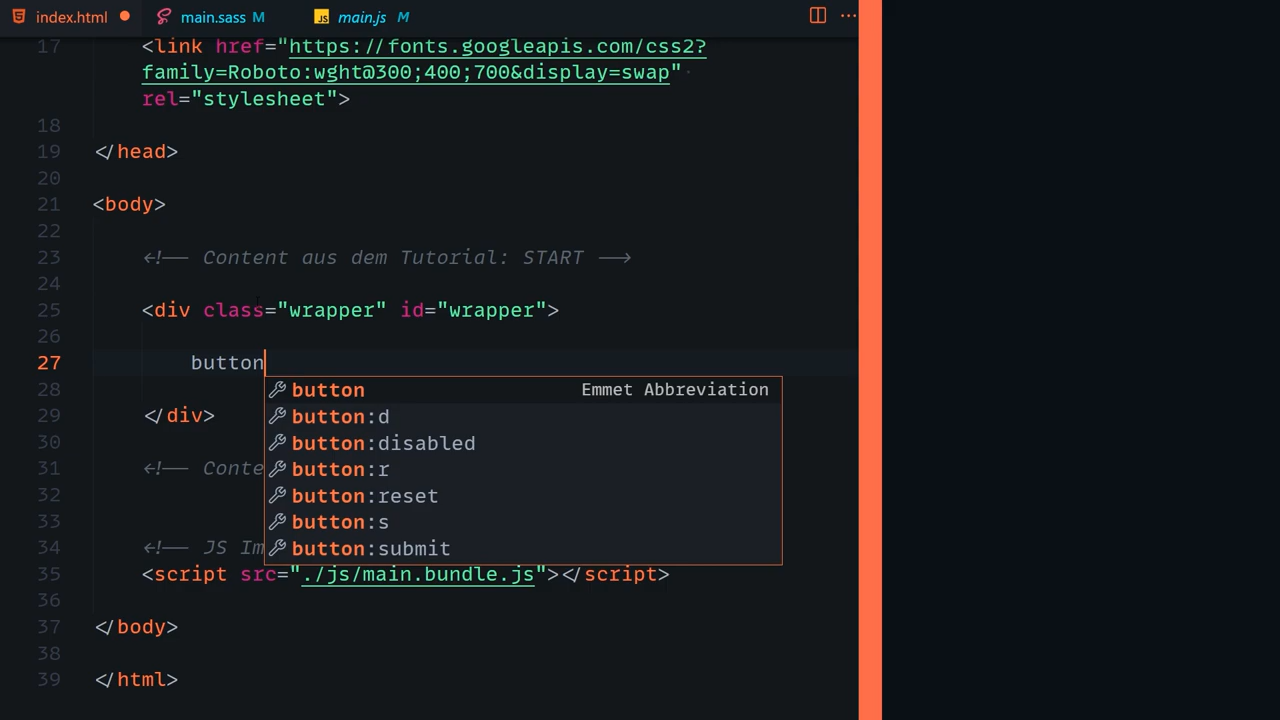 index.html
main.sass M
JS main.js M
17 <link href="https://fonts.googleapis.com/css2?
family=Roboto:wght@300;400;700&display=swap"
rel="stylesheet">
18
19 </head>
20
21 <body>
22
23 <!-- Content aus dem Tutorial: START -->
24
25 <div class="wrapper" id="wrapper">
26
27 button
button Emmet Abbreviation
28
button:d
29 </div>
button:disabled
30
31 <!-- Conte
button:r
32
button:reset
33
button:s
34 <!-- JS Im
button:submit
35 <script src="./js/main.bundle.js"></script>
36
37 </body>
38
39 </html>